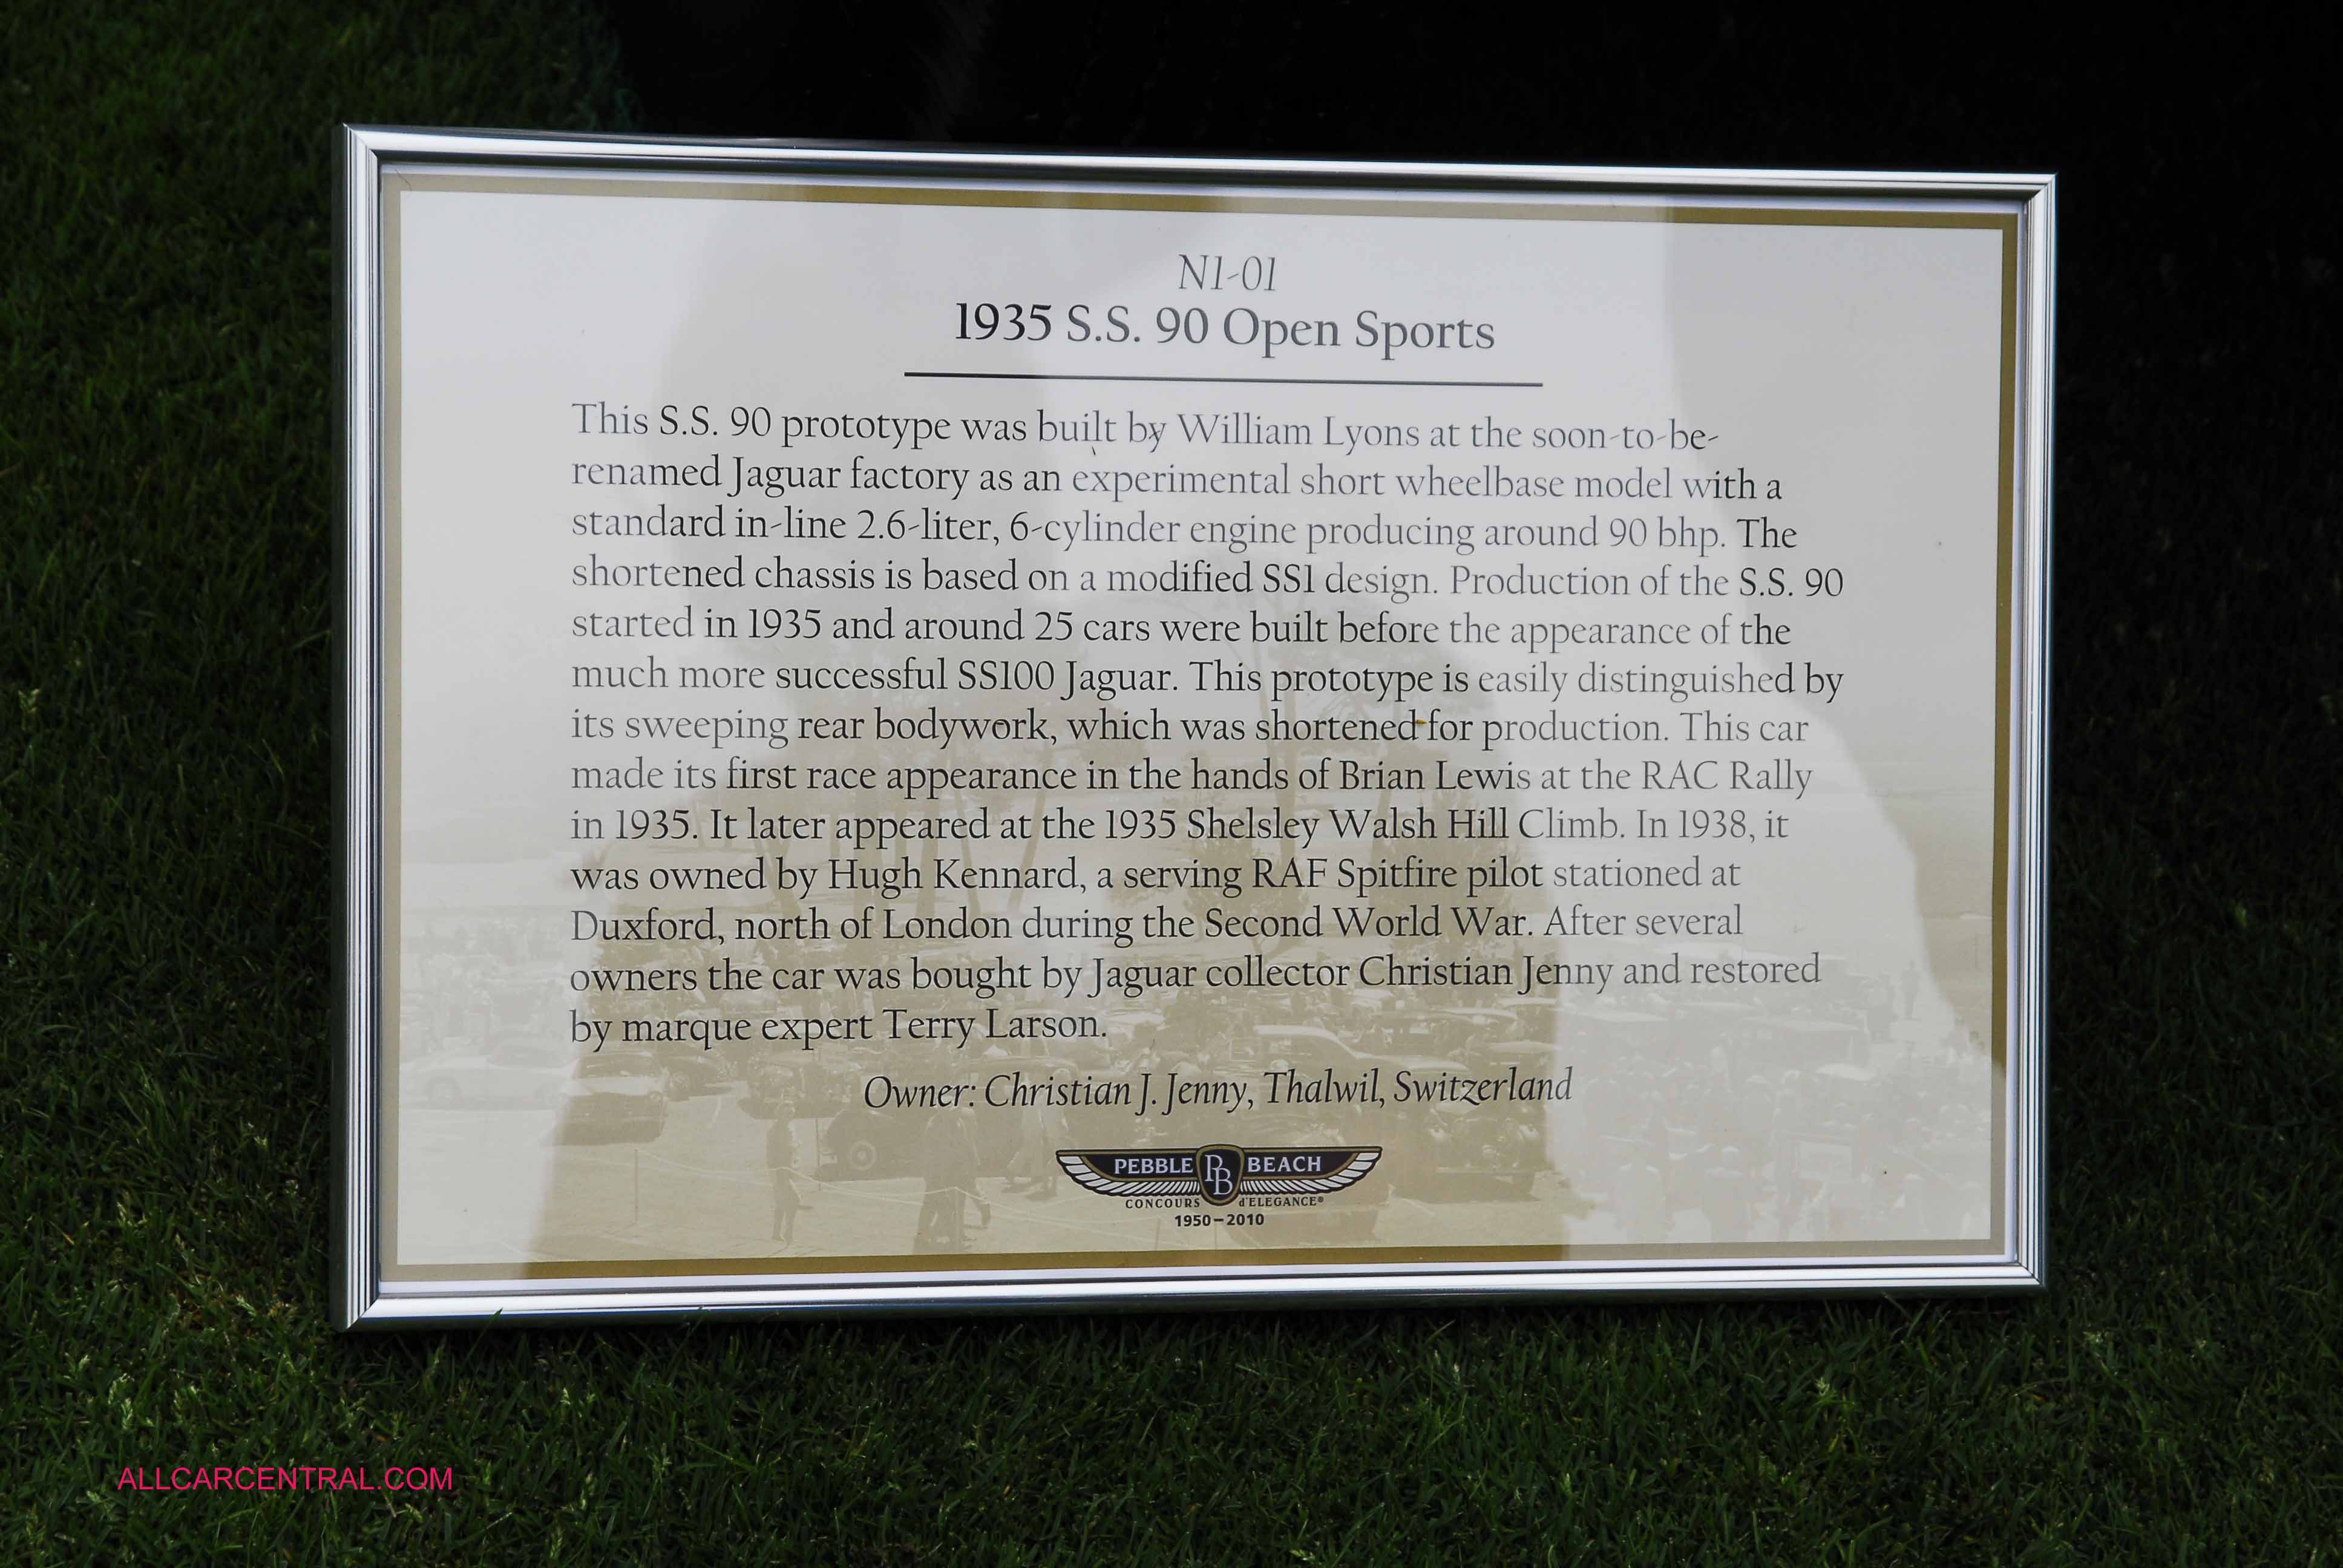 N1-01
1935 S.S. 90 Open Sports
This S.S. 90 prototype was built by William Lyons at the soon-to-be-
renamed Jaguar factory as an experimental short wheelbase model with a
standard in-line 2.6-liter, 6-cylinder engine producing around 90 bhp. The
shortened chassis is based on a modified SS1 design. Production of the S.S. 90
started in 1935 and around 25 cars were built before the appearance of the
much more successful SS100 Jaguar. This prototype is easily distinguished by
its sweeping rear bodywork, which was shortened for production. This car
made its first race appearance in the hands of Brian Lewis at the RAC Rally
in 1935. It later appeared at the 1935 Shelsley Walsh Hill Climb. In 1938, it
was owned by Hugh Kennard, a serving RAF Spitfire pilot stationed at
Duxford, north of London during the Second World War. After several
owners the car was bought by Jaguar collector Christian Jenny and restored
by marque expert Terry Larson.
Owner: Christian J. Jenny, Thalwil, Switzerland
PEBBLE PB BEACH
CONCOURS d'ELEGANCE®
1950–2010
ALLCARCENTRAL.COM